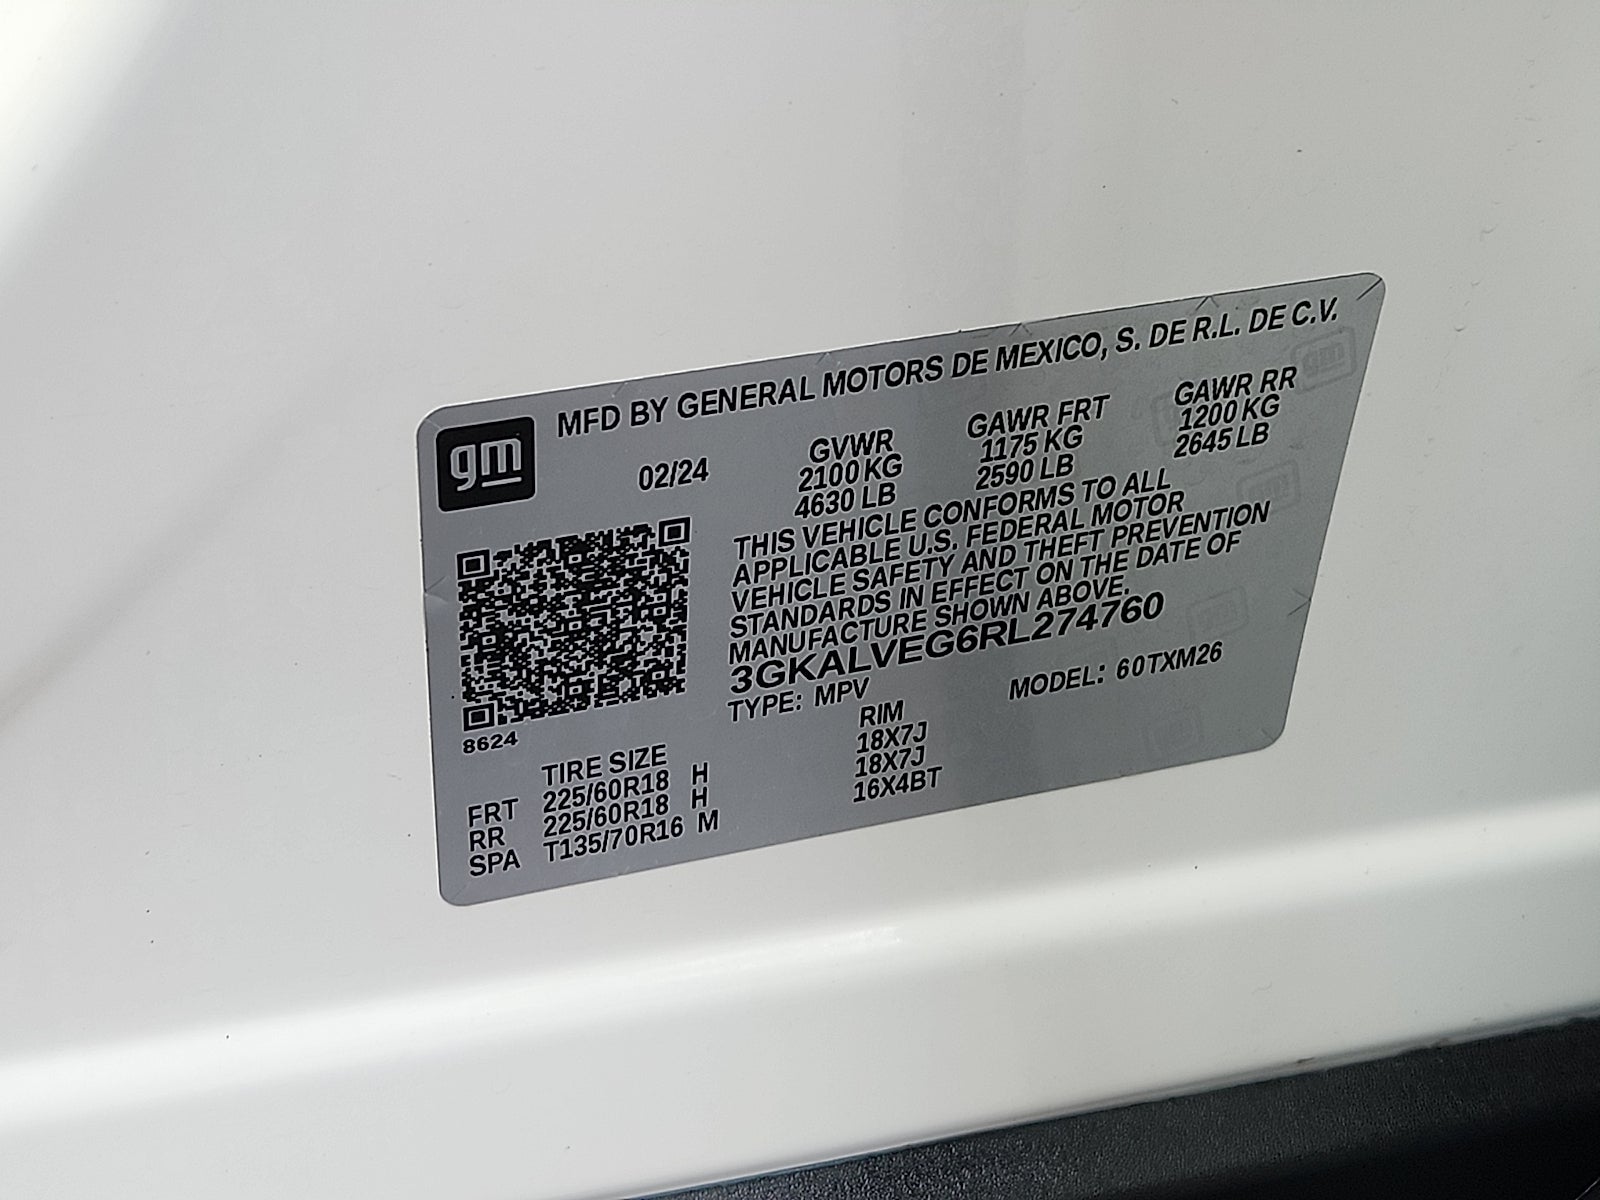 gm
MFD BY GENERAL MOTORS DE MEXICO, S. DE R.L. DE C.V.
02/24
GVWR GAWR FRT GAWR RR
2100 KG 1175 KG 1200 KG
4630 LB 2590 LB 2645 LB
THIS VEHICLE CONFORMS TO ALL
APPLICABLE U.S. FEDERAL MOTOR
VEHICLE SAFETY AND THEFT PREVENTION
STANDARDS IN EFFECT ON THE DATE OF
MANUFACTURE SHOWN ABOVE.
3GKALVEG6RL274760
TYPE: MPV MODEL: 60TXM26
8624
TIRE SIZE RIM
FRT 225/60R18 H 18X7J
RR 225/60R18 H 18X7J
SPA T135/70R16 M 16X4BT